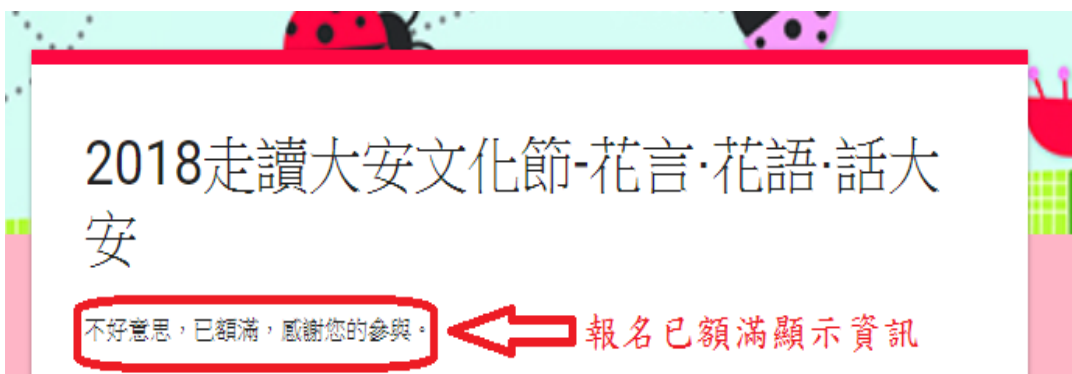 2018走讀大安文化節-花言·花語·話大
安
不好意思，已額滿，感謝您的參與。
報名已額滿顯示資訊